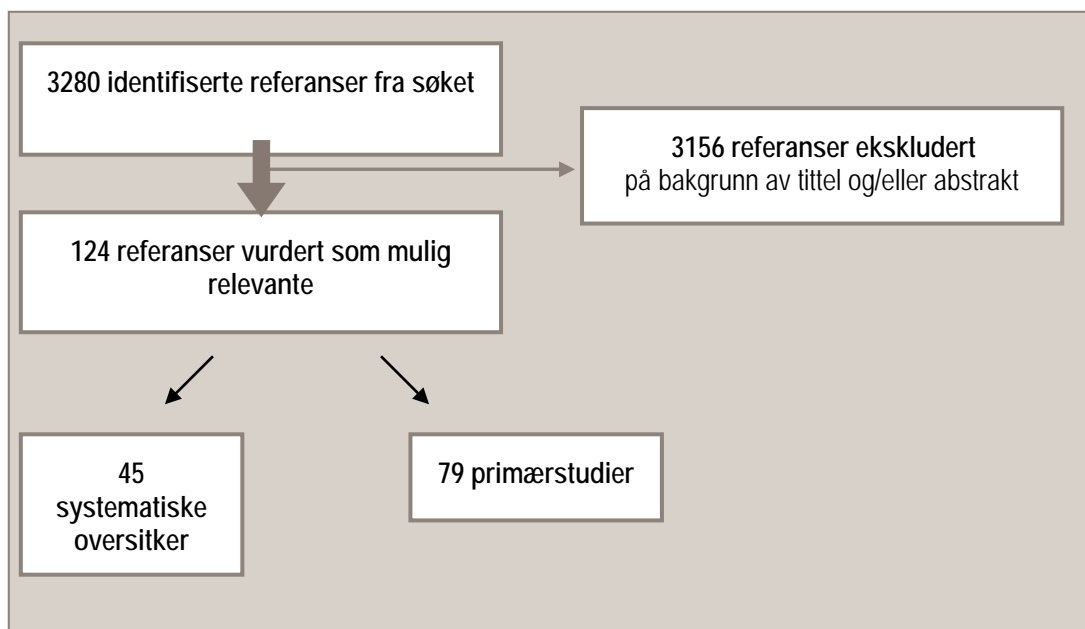 3280 identifiserte referanser fra søket
3156 referanser ekskludert
på bakgrunn av tittel og/eller abstrakt
124 referanser vurdert som mulig
relevante
45
systematiske
oversitker
79 primærstudier